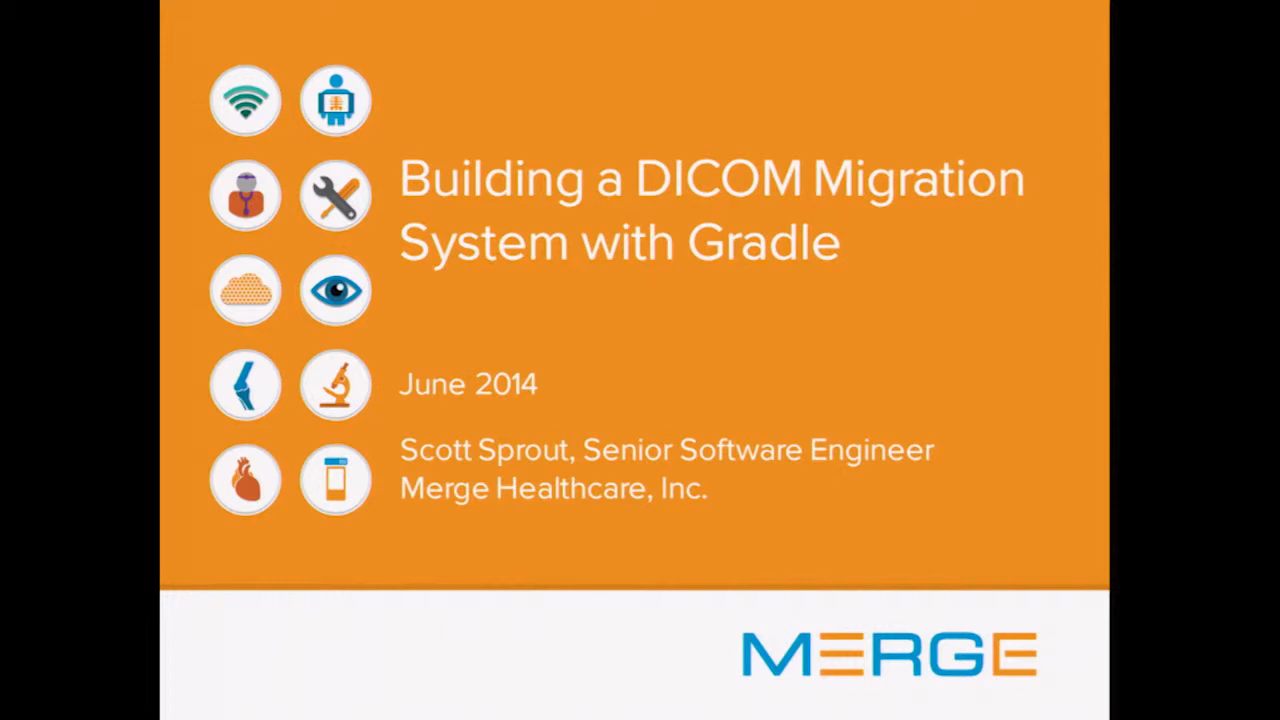 Building a DICOM Migration
System with Gradle
June 2014
Scott Sprout, Senior Software Engineer
Merge Healthcare, Inc.
MERGE